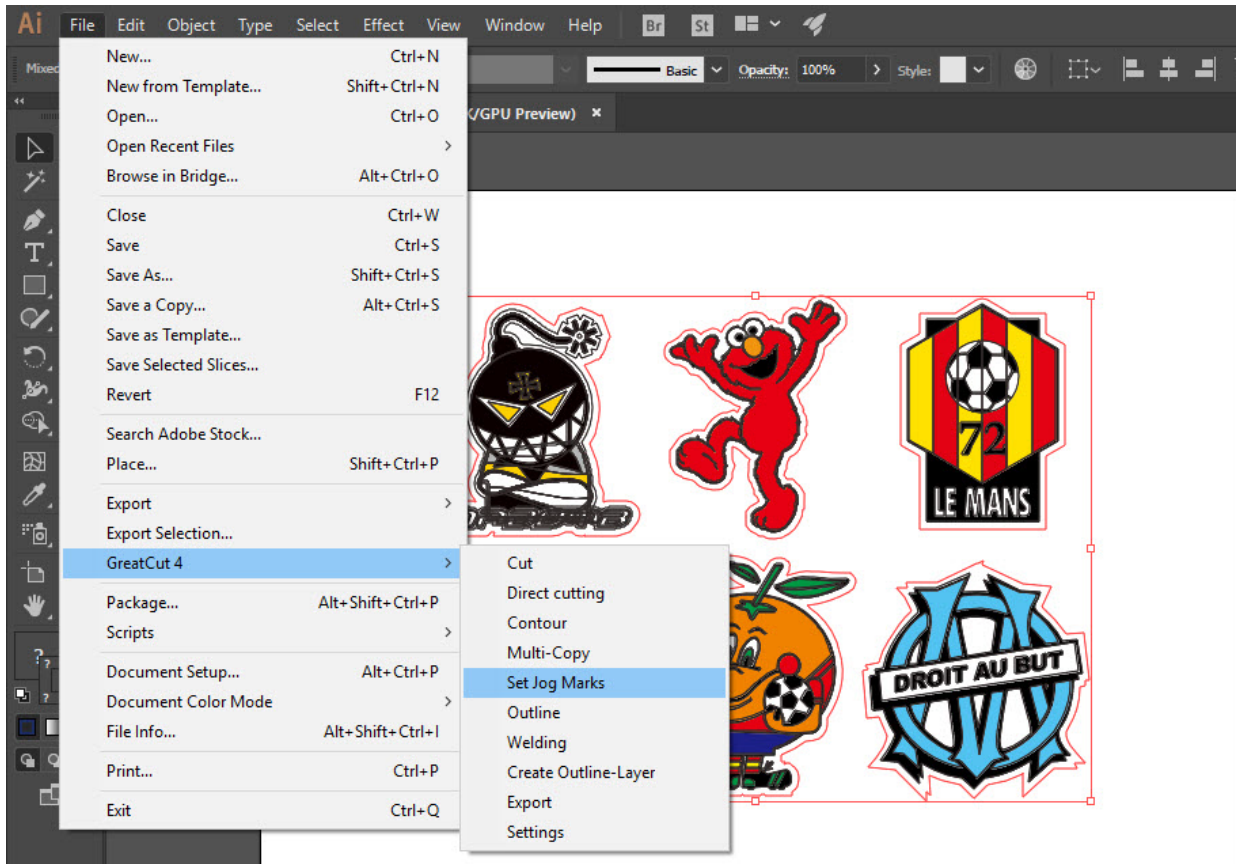 Ai File Edit Object Type Select Effect View Window Help Br St
Mixed Basic Opacity: 100% Style:
/GPU Preview) ×
New... Ctrl+N
New from Template... Shift+Ctrl+N
Open... Ctrl+O
Open Recent Files
Browse in Bridge... Alt+Ctrl+O
Close Ctrl+W
Save Ctrl+S
Save As... Shift+Ctrl+S
Save a Copy... Alt+Ctrl+S
Save as Template...
Save Selected Slices...
Revert F12
Search Adobe Stock...
Place... Shift+Ctrl+P
Export
Export Selection...
GreatCut 4
Package... Alt+Shift+Ctrl+P
Scripts
Document Setup... Alt+Ctrl+P
Document Color Mode
File Info... Alt+Shift+Ctrl+I
Print... Ctrl+P
Exit Ctrl+Q
Cut
Direct cutting
Contour
Multi-Copy
Set Jog Marks
Outline
Welding
Create Outline-Layer
Export
Settings
72
LE MANS
DROIT AU BUT